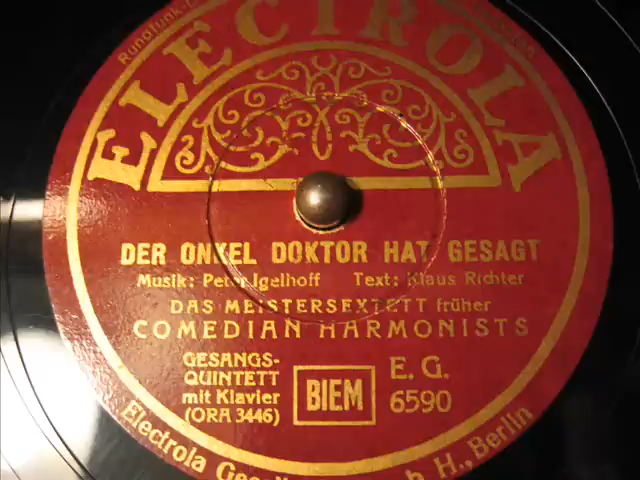 ELECTROLA
DER ONKEL DOKTOR HAT GESAGT
Musik: Peter Igelhoff Text: Klaus Richter
DAS MEISTERSEXTETT früher
COMEDIAN HARMONISTS
GESANGS-
QUINTETT
mit Klavier
(ORA 3446)
BIEM
E. G.
6590
Electrola H., Berlin